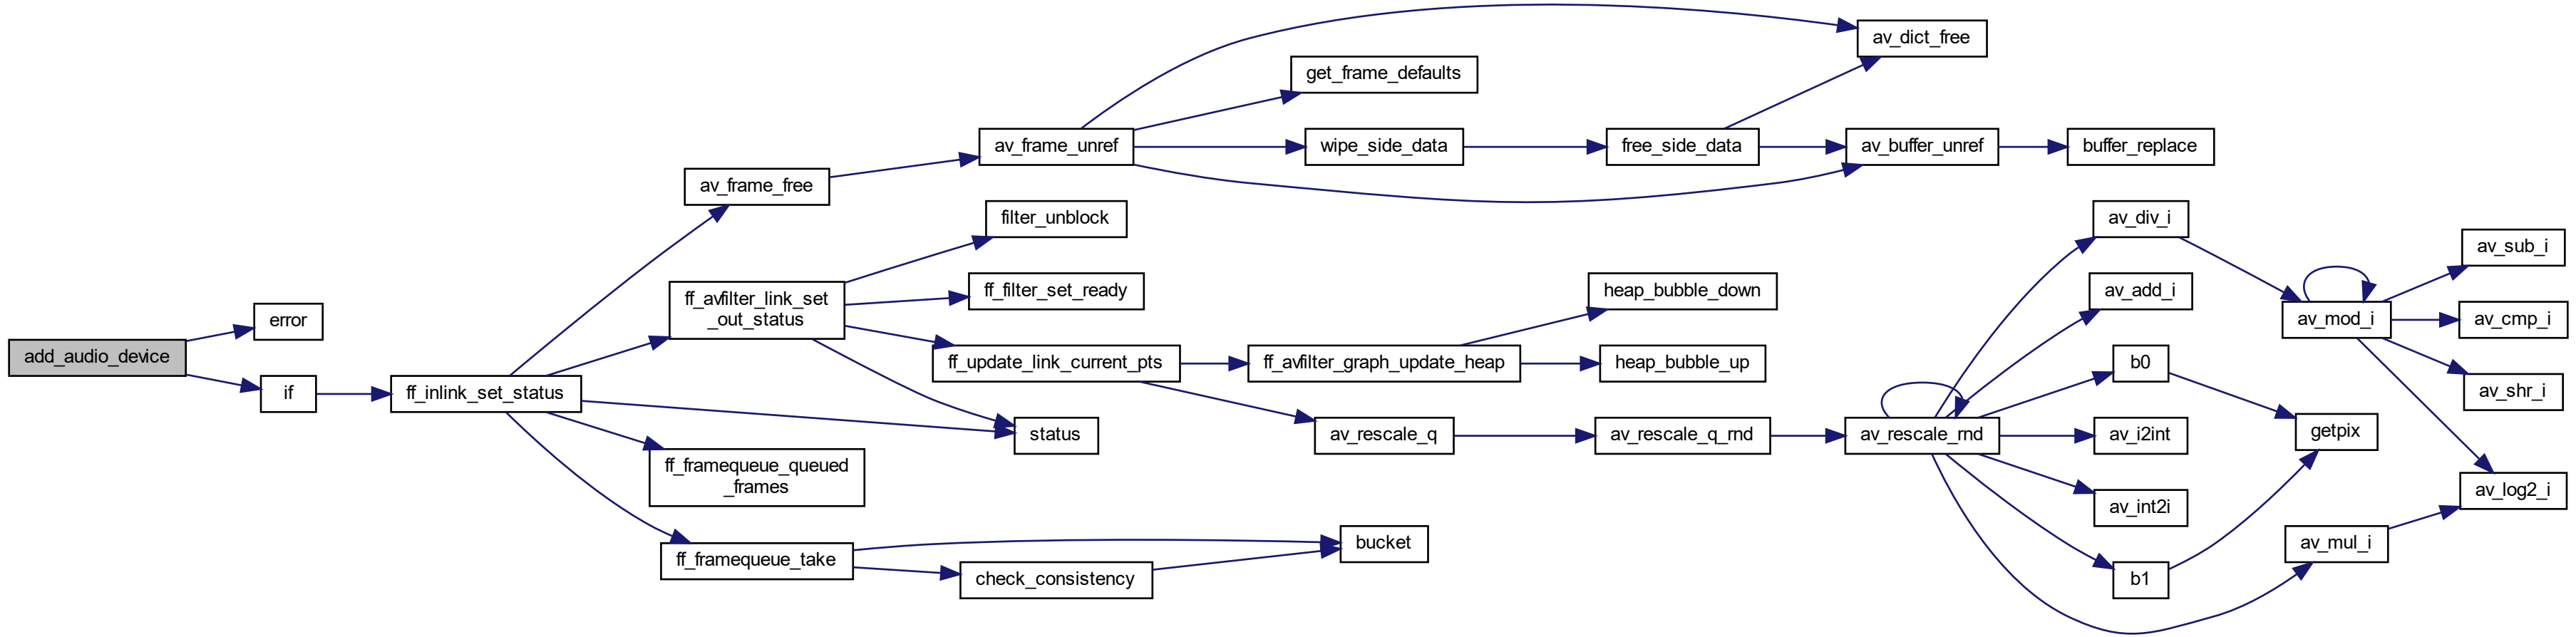 add_audio_device
error
if
ff_inlink_set_status
av_frame_free
ff_avfilter_link_set
_out_status
ff_framequeue_queued
_frames
ff_framequeue_take
av_frame_unref
filter_unblock
ff_filter_set_ready
ff_update_link_current_pts
status
check_consistency
bucket
get_frame_defaults
wipe_side_data
ff_avfilter_graph_update_heap
av_rescale_q
free_side_data
heap_bubble_down
heap_bubble_up
av_rescale_q_rnd
av_dict_free
av_buffer_unref
buffer_replace
av_rescale_rnd
av_div_i
av_add_i
b0
av_i2int
av_int2i
b1
av_mod_i
getpix
av_mul_i
av_sub_i
av_cmp_i
av_shr_i
av_log2_i